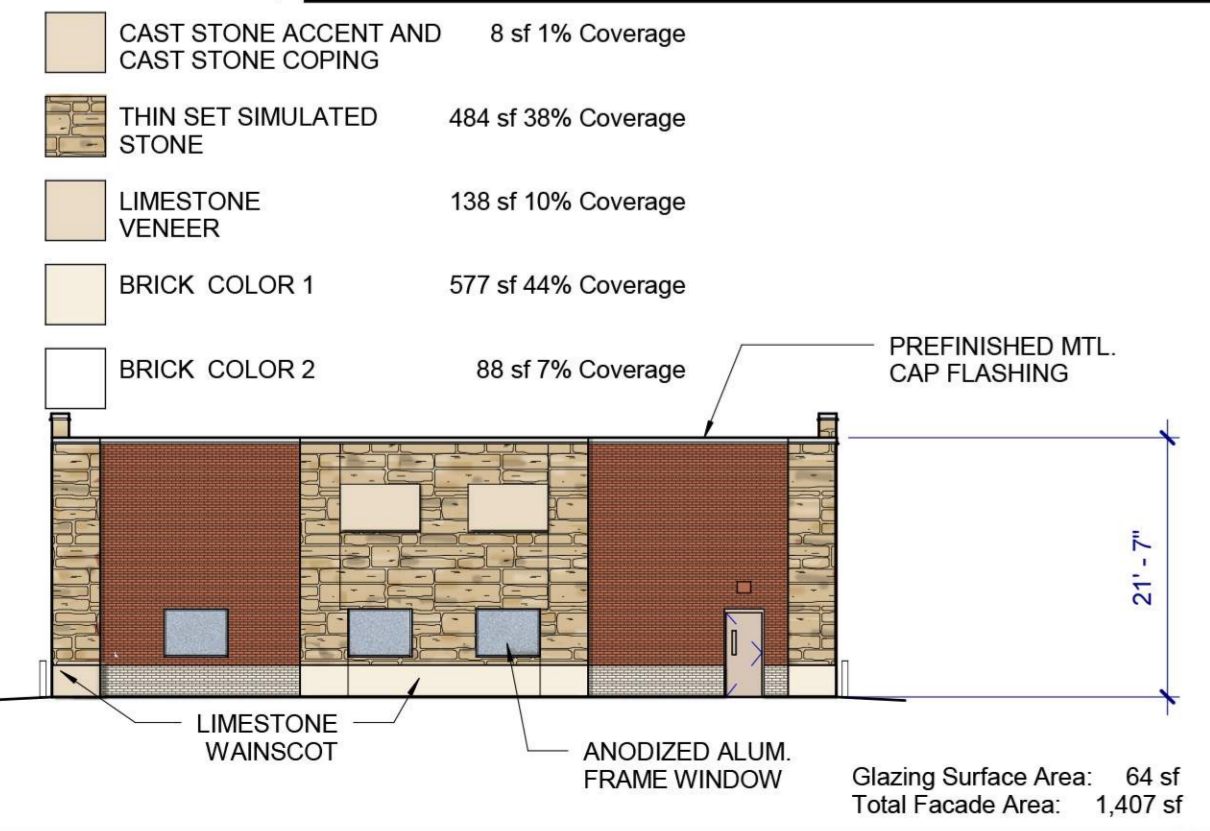 CAST STONE ACCENT AND 8 sf 1% Coverage
CAST STONE COPING
THIN SET SIMULATED 484 sf 38% Coverage
STONE
LIMESTONE 138 sf 10% Coverage
VENEER
BRICK COLOR 1 577 sf 44% Coverage
BRICK COLOR 2 88 sf 7% Coverage
PREFINISHED MTL.
CAP FLASHING
21' - 7"
LIMESTONE
WAINSCOT
ANODIZED ALUM.
FRAME WINDOW
Glazing Surface Area: 64 sf
Total Facade Area: 1,407 sf